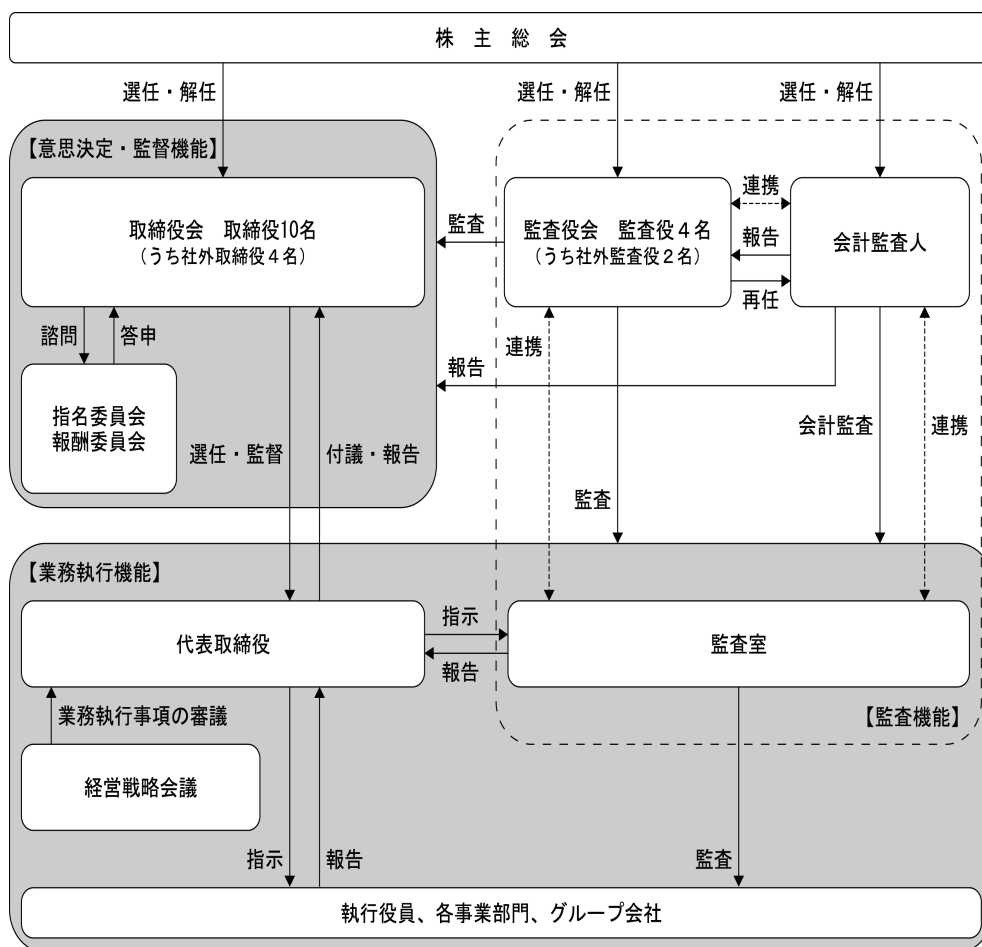 株 主 総 会
選任・解任
選任・解任
選任・解任
【意思決定・監督機能】
取締役会 取締役10名
(うち社外取締役4名)
監査
監査役会 監査役4名
(うち社外監査役2名)
連携
報告
再任
会計監査人
諮問
答申
連携
報告
指名委員会
報酬委員会
選任・監督
付議・報告
会計監査
連携
監査
【業務執行機能】
代表取締役
指示
報告
監査室
業務執行事項の審議
【監査機能】
経営戦略会議
指示
報告
監査
執行役員、各事業部門、グループ会社